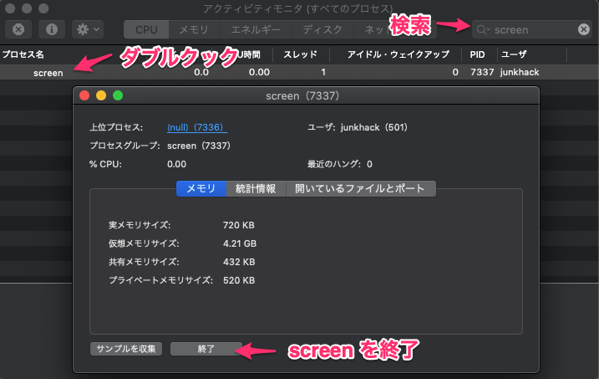 アクティビティモニタ (すべてのプロセス)
CPU メモリ エネルギー ディスク ネット
検索
screen
プロセス名 ダブルクック U時間 スレッド アイドル・ウェイクアップ PID ユーザ
screen 0.0 0.00 1 0 7337 junkhack
screen（7337）
上位プロセス: (null)（7336） ユーザ: junkhack（501）
プロセスグループ: screen（7337）
% CPU: 0.00 最近のハング: 0
メモリ 統計情報 開いているファイルとポート
実メモリサイズ: 720 KB
仮想メモリサイズ: 4.21 GB
共有メモリサイズ: 432 KB
プライベートメモリサイズ: 520 KB
サンプルを収集 終了 screen を終了